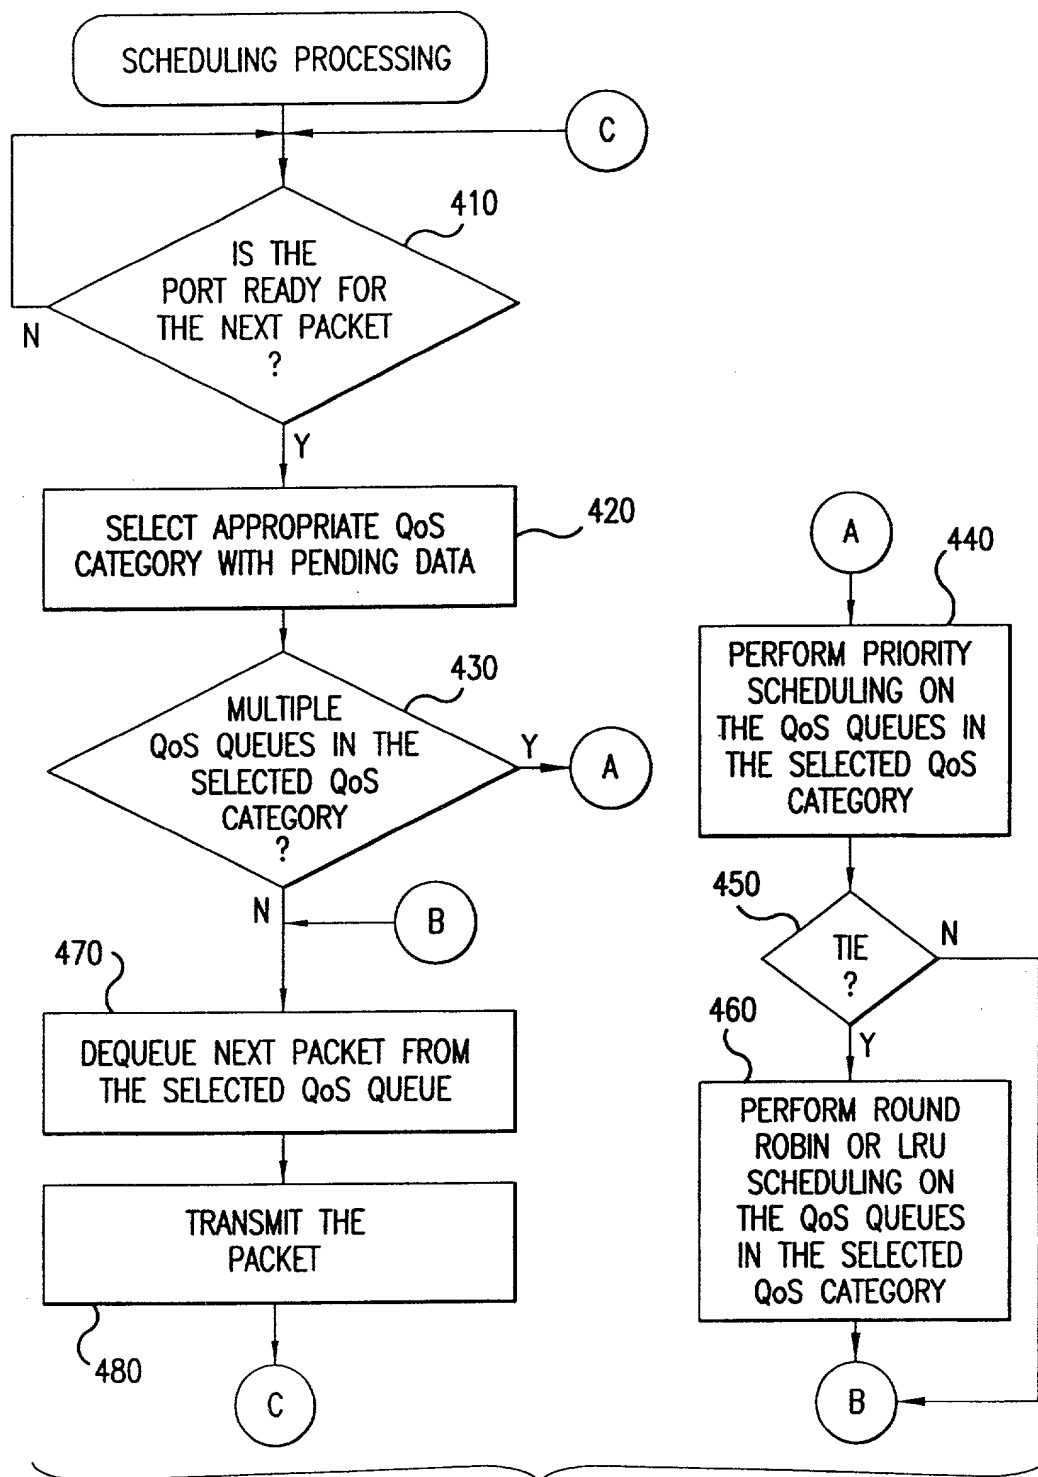 SCHEDULING PROCESSING
C
410
IS THE
PORT READY FOR
THE NEXT PACKET
?
N
Y
SELECT APPROPRIATE QoS
CATEGORY WITH PENDING DATA
420
430
MULTIPLE
QoS QUEUES IN THE
SELECTED QoS
CATEGORY
?
Y
A
N
B
470
DEQUEUE NEXT PACKET FROM
THE SELECTED QoS QUEUE
TRANSMIT THE
PACKET
480
C
A
440
PERFORM PRIORITY
SCHEDULING ON
THE QoS QUEUES IN
THE SELECTED QoS
CATEGORY
450
TIE
?
N
460
Y
PERFORM ROUND
ROBIN OR LRU
SCHEDULING ON
THE QoS QUEUES
IN THE SELECTED
QoS CATEGORY
B